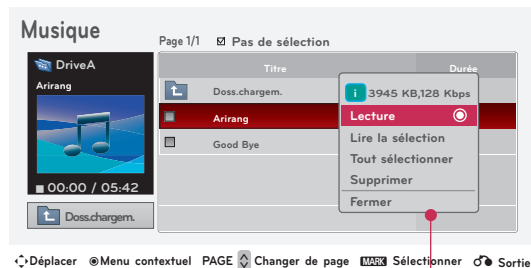 Musique
Page 1/1 Pas de sélection
DriveA
Arirang
00:00 / 05:42
Doss.chargem.
Titre Durée
Doss.chargem.
Arirang
Good Bye
i 3945 KB,128 Kbps
Lecture
Lire la sélection
Tout sélectionner
Supprimer
Fermer
Déplacer Menu contextuel PAGE Changer de page MARK Sélectionner Sortie